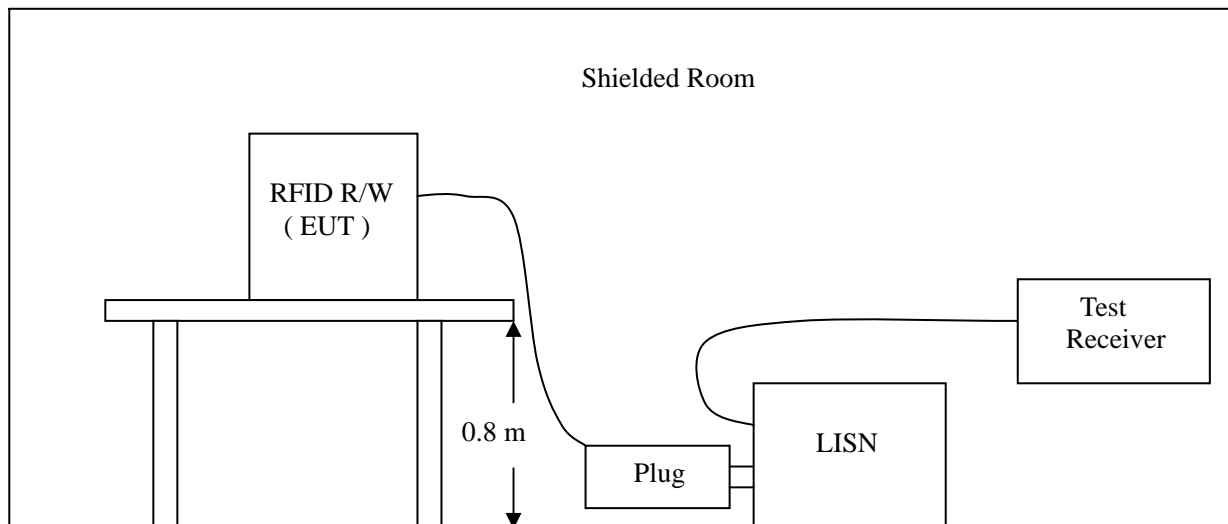 Shielded Room
RFID R/W
( EUT )
Test
Receiver
0.8 m
LISN
Plug